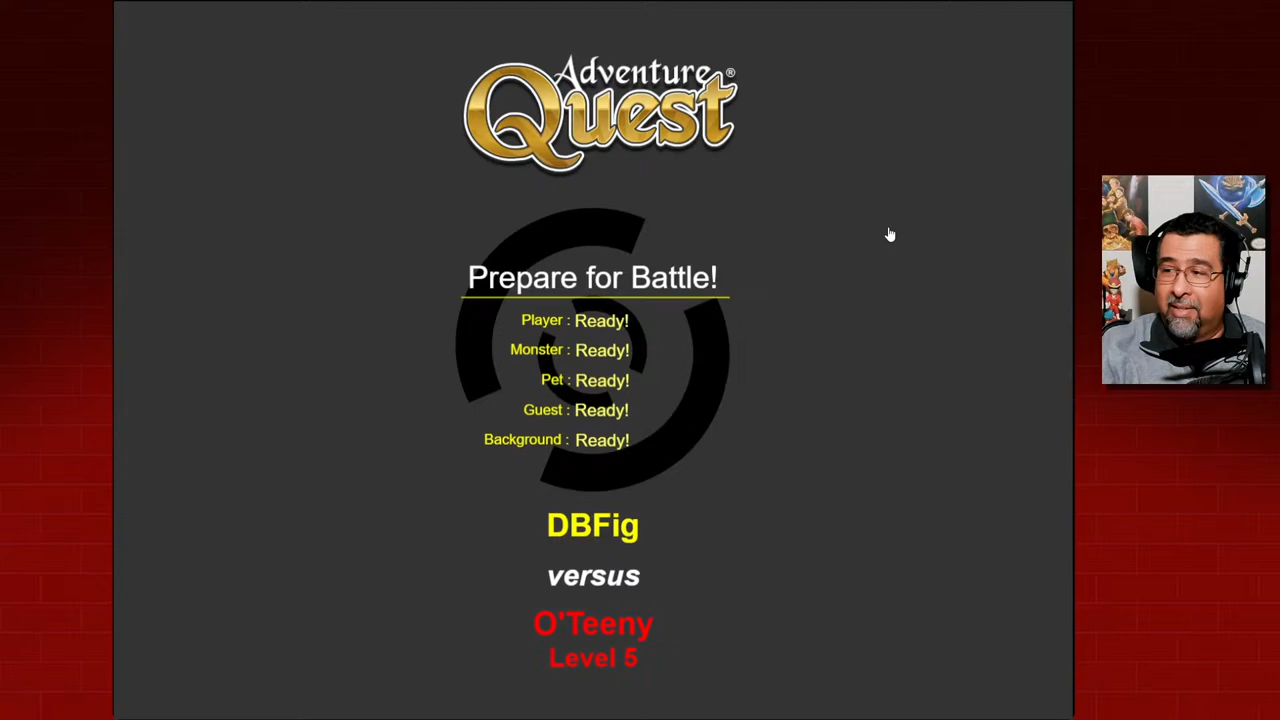 Adventure®
Quest
Prepare for Battle!
Player : Ready!
Monster : Ready!
Pet : Ready!
Guest : Ready!
Background : Ready!
DBFig
versus
O'Teeny
Level 5